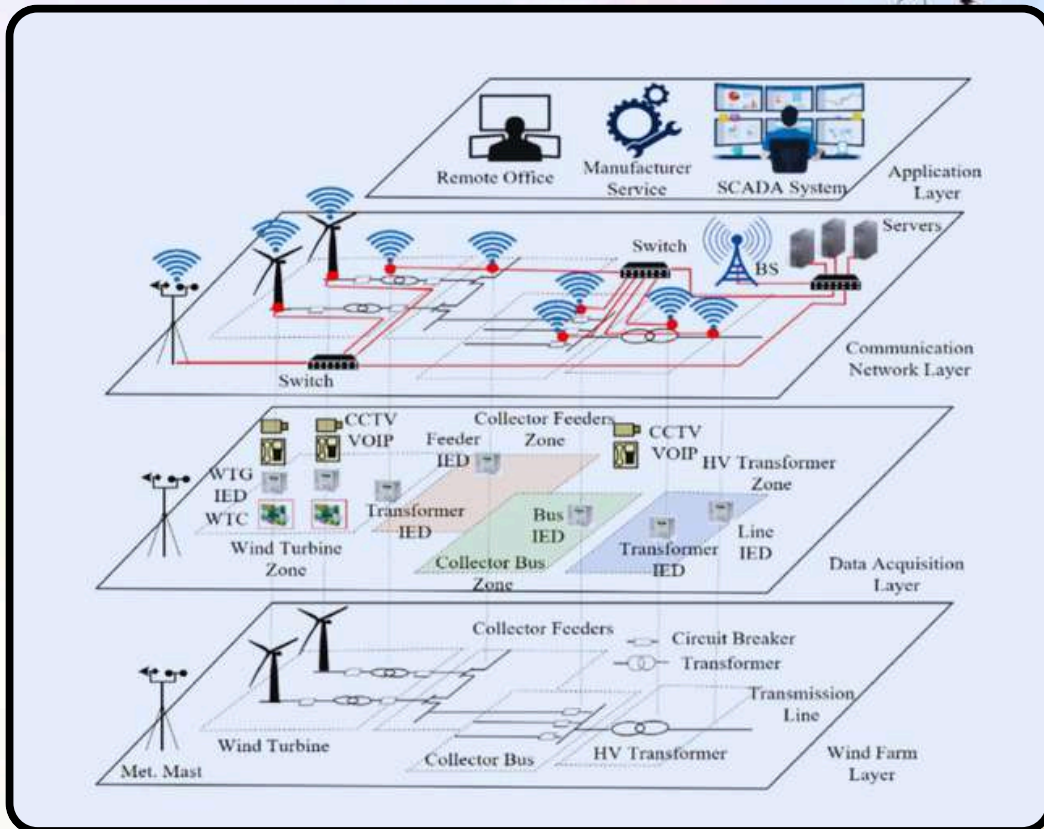 Remote Office
Manufacturer
Service
SCADA System
Application
Layer
Switch
BS
Servers
Switch
Communication
Network Layer
CCTV
VOIP
Collector Feeders
Zone
Feeder
IED
CCTV
VOIP
WTG
IED
HV Transformer
Zone
WTC
Transformer
IED
Bus
IED
Transformer
IED
Line
IED
Wind Turbine
Zone
Collector Bus
Zone
Data Acquisition
Layer
Collector Feeders
Circuit Breaker
Transformer
Transmission
Line
Wind Turbine
Collector Bus
HV Transformer
Met. Mast
Wind Farm
Layer